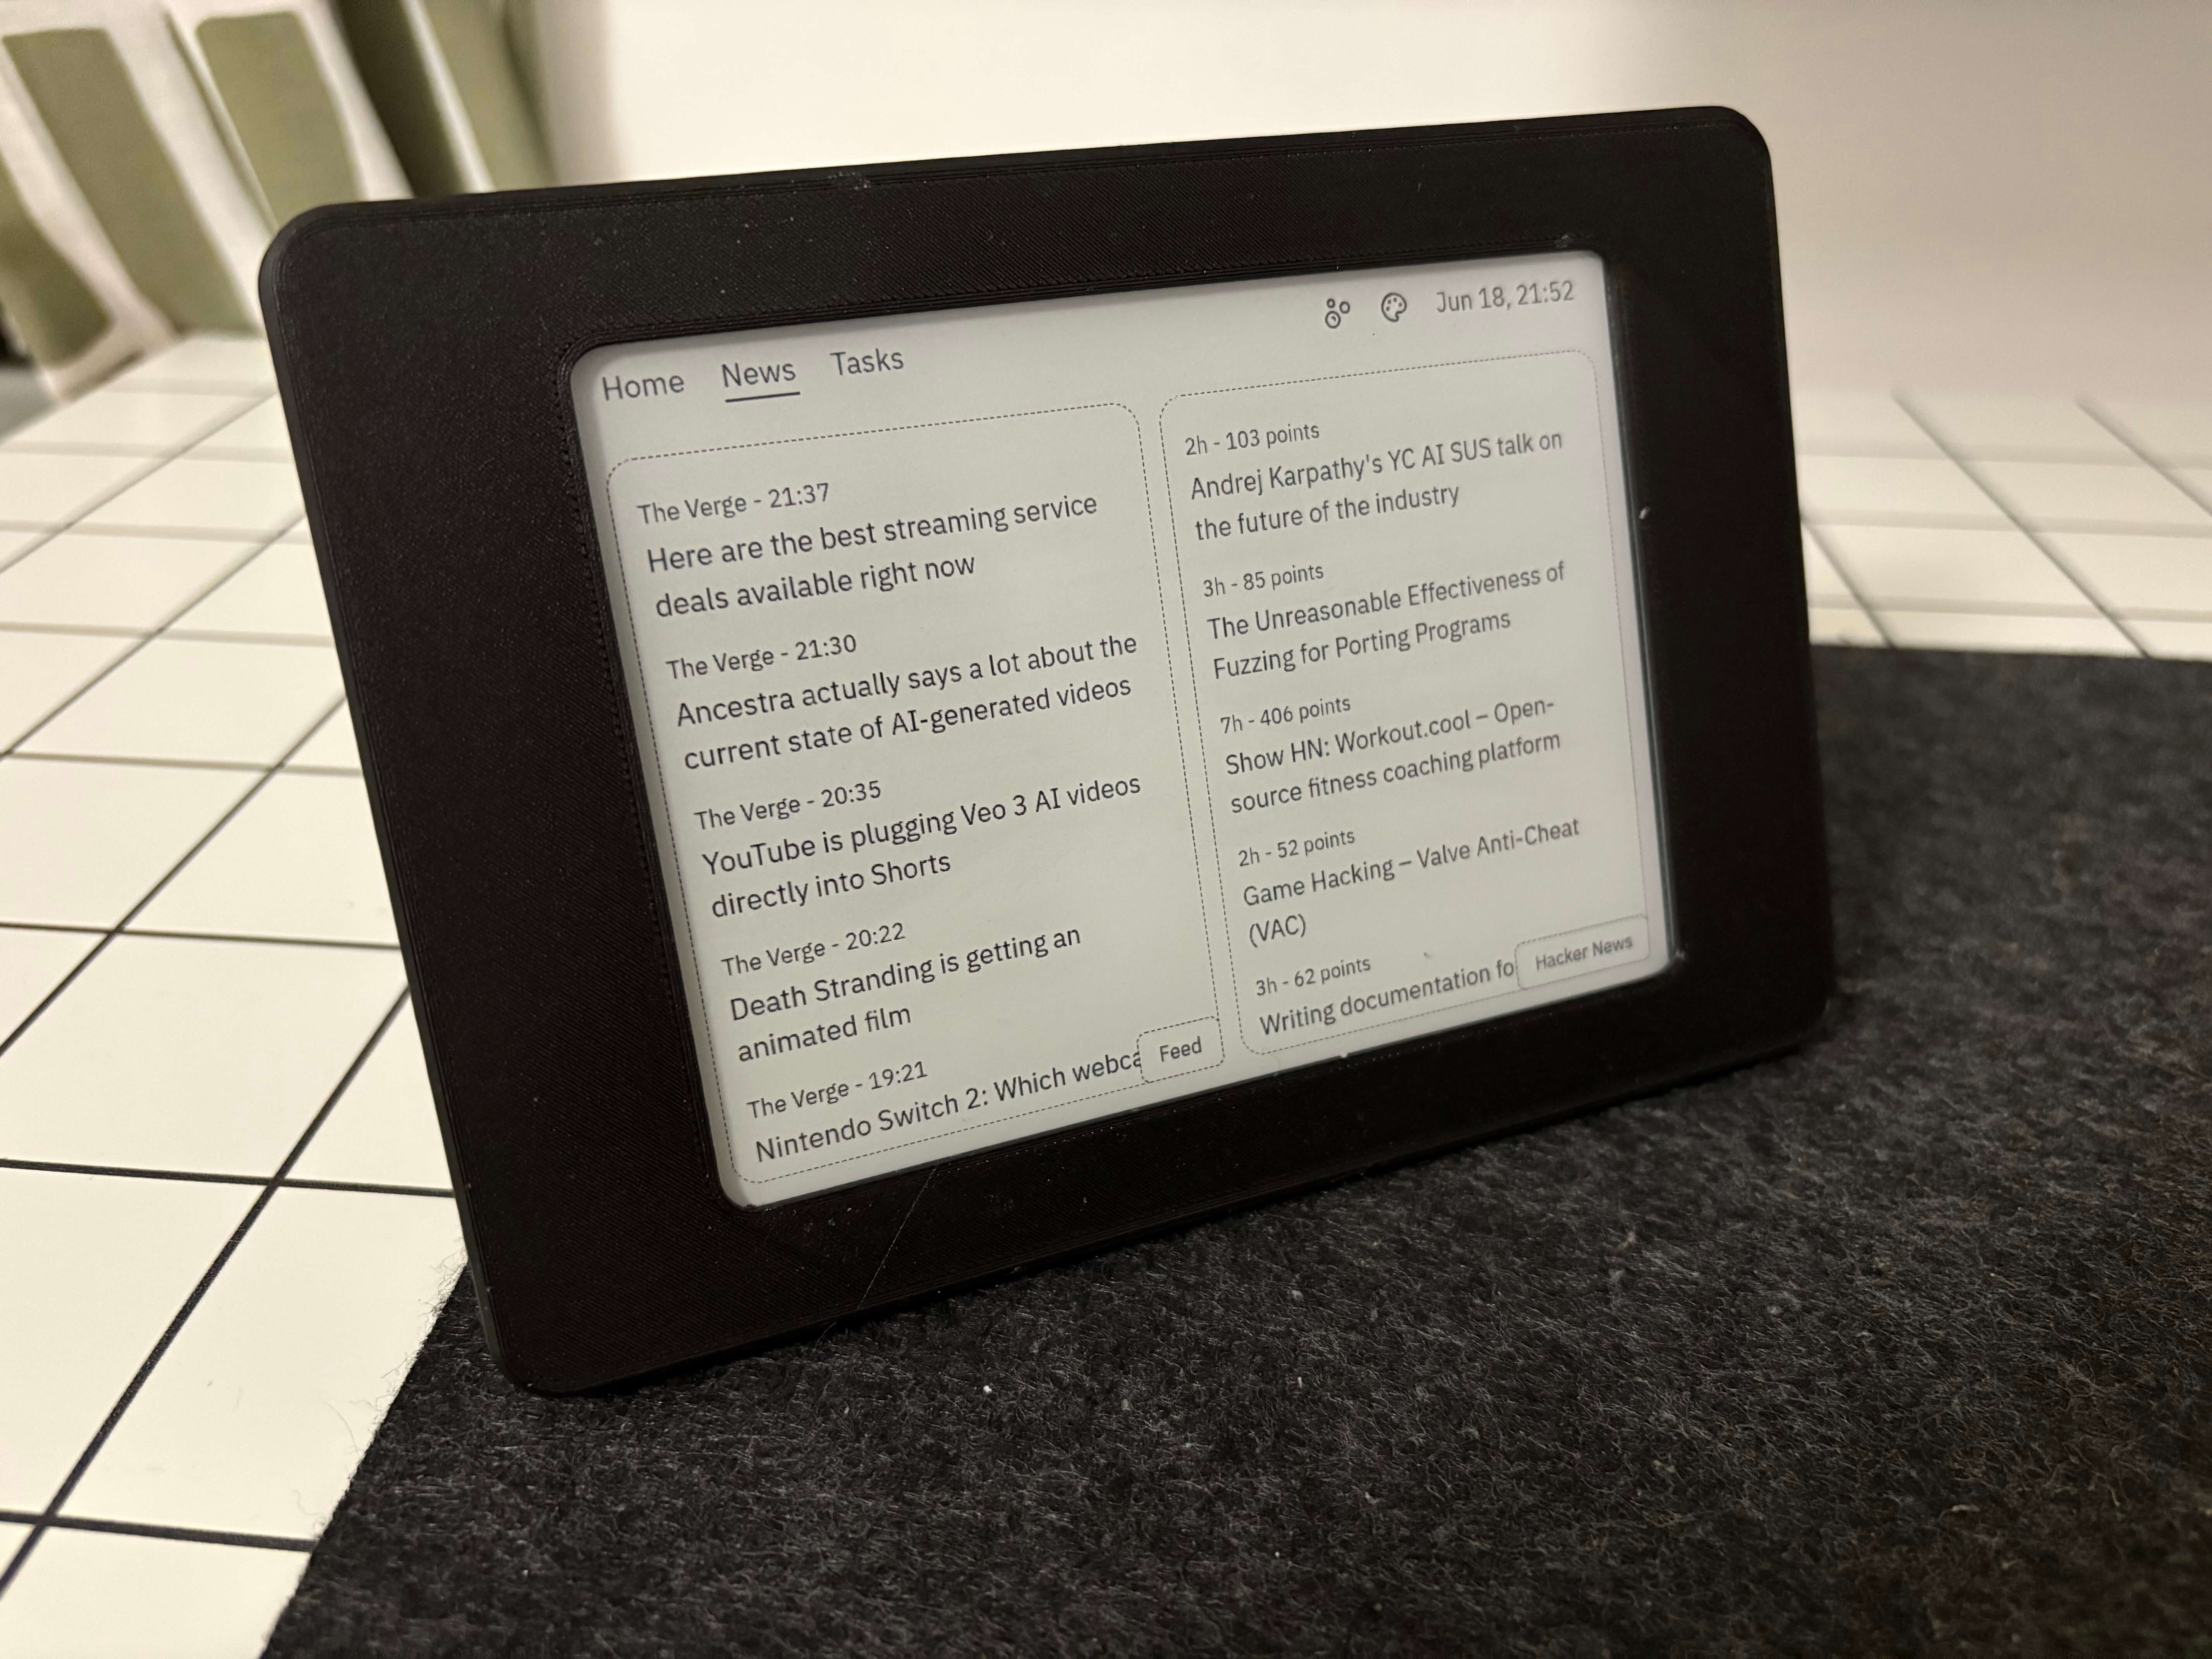 Home News Tasks
Jun 18, 21:52
The Verge - 21:37
Here are the best streaming service
deals available right now
The Verge - 21:30
Ancestra actually says a lot about the
current state of AI-generated videos
The Verge - 20:35
YouTube is plugging Veo 3 AI videos
directly into Shorts
The Verge - 20:22
Death Stranding is getting an
animated film
The Verge - 19:21
Nintendo Switch 2: Which webca
Feed
2h - 103 points
Andrej Karpathy's YC AI SUS talk on
the future of the industry
3h - 85 points
The Unreasonable Effectiveness of
Fuzzing for Porting Programs
7h - 406 points
Show HN: Workout.cool – Open-
source fitness coaching platform
2h - 52 points
Game Hacking – Valve Anti-Cheat
(VAC)
3h - 62 points
Writing documentation fo
Hacker News